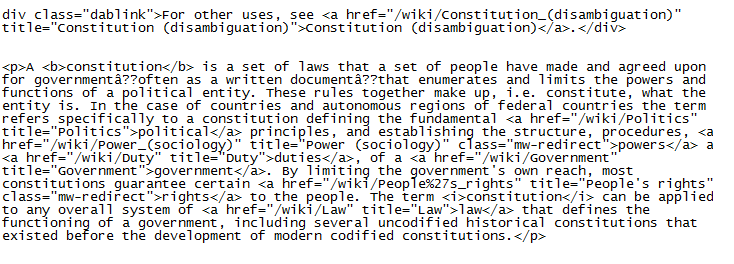 div class="dablink">For other uses, see <a href="/wiki/Constitution_(disambiguation)"
title="Constitution (disambiguation)">Constitution (disambiguation)</a>.</div>
<p>A <b>constitution</b> is a set of laws that a set of people have made and agreed upon
for governmentâ??often as a written documentâ??that enumerates and limits the powers and
functions of a political entity. These rules together make up, i.e. constitute, what the
entity is. In the case of countries and autonomous regions of federal countries the term
refers specifically to a constitution defining the fundamental <a href="/wiki/Politics"
title="Politics">political</a> principles, and establishing the structure, procedures, <a
href="/wiki/Power_(sociology)" title="Power (sociology)" class="mw-redirect">powers</a> a
<a href="/wiki/Duty" title="Duty">duties</a>, of a <a href="/wiki/Government"
title="Government">government</a>. By limiting the government's own reach, most
constitutions guarantee certain <a href="/wiki/People%27s_rights" title="People's rights"
class="mw-redirect">rights</a> to the people. The term <i>constitution</i> can be applied
to any overall system of <a href="/wiki/Law" title="Law">law</a> that defines the
functioning of a government, including several uncodified historical constitutions that
existed before the development of modern codified constitutions.</p>